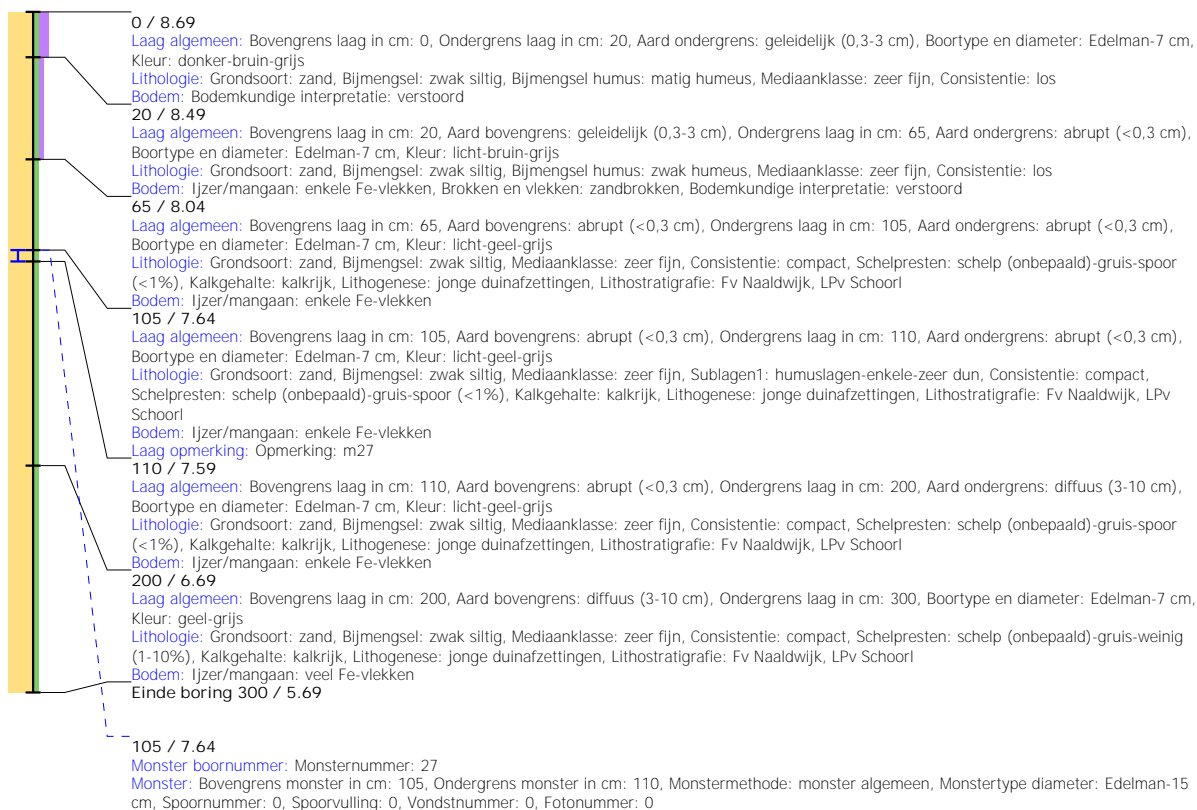 0 / 8.69
Laag algemeen: Bovengrens laag in cm: 0, Ondergrens laag in cm: 20, Aard ondergrens: geleidelijk (0,3-3 cm), Boortype en diameter: Edelman-7 cm,
Kleur: donker-bruin-grijs
Lithologie: Grondsoort: zand, Bijmengsel: zwak siltig, Bijmengsel humus: matig humeus, Mediaanklasse: zeer fijn, Consistentie: los
Bodem: Bodemkundige interpretatie: verstoord
20 / 8.49
Laag algemeen: Bovengrens laag in cm: 20, Aard bovengrens: geleidelijk (0,3-3 cm), Ondergrens laag in cm: 65, Aard ondergrens: abrupt (<0,3 cm),
Boortype en diameter: Edelman-7 cm, Kleur: licht-bruin-grijs
Lithologie: Grondsoort: zand, Bijmengsel: zwak siltig, Bijmengsel humus: zwak humeus, Mediaanklasse: zeer fijn, Consistentie: los
Bodem: Ijzer/mangaan: enkele Fe-vlekken, Brokken en vlekken: zandbrokken, Bodemkundige interpretatie: verstoord
65 / 8.04
Laag algemeen: Bovengrens laag in cm: 65, Aard bovengrens: abrupt (<0,3 cm), Ondergrens laag in cm: 105, Aard ondergrens: abrupt (<0,3 cm),
Boortype en diameter: Edelman-7 cm, Kleur: licht-geel-grijs
Lithologie: Grondsoort: zand, Bijmengsel: zwak siltig, Mediaanklasse: zeer fijn, Consistentie: compact, Schelpresten: schelp (onbepaald)-gruis-spoor
(<1%), Kalkgehalte: kalkrijk, Lithogenese: jonge duinafzettingen, Lithostratigrafie: Fv Naaldwijk, LPv Schoorl
Bodem: Ijzer/mangaan: enkele Fe-vlekken
105 / 7.64
Laag algemeen: Bovengrens laag in cm: 105, Aard bovengrens: abrupt (<0,3 cm), Ondergrens laag in cm: 110, Aard ondergrens: abrupt (<0,3 cm),
Boortype en diameter: Edelman-7 cm, Kleur: licht-geel-grijs
Lithologie: Grondsoort: zand, Bijmengsel: zwak siltig, Mediaanklasse: zeer fijn, Sublagen1: humuslagen-enkele-zeer dun, Consistentie: compact,
Schelpresten: schelp (onbepaald)-gruis-spoor (<1%), Kalkgehalte: kalkrijk, Lithogenese: jonge duinafzettingen, Lithostratigrafie: Fv Naaldwijk, LPv
Schoorl
Bodem: Ijzer/mangaan: enkele Fe-vlekken
Laag opmerking: Opmerking: m27
110 / 7.59
Laag algemeen: Bovengrens laag in cm: 110, Aard bovengrens: abrupt (<0,3 cm), Ondergrens laag in cm: 200, Aard ondergrens: diffuus (3-10 cm),
Boortype en diameter: Edelman-7 cm, Kleur: licht-geel-grijs
Lithologie: Grondsoort: zand, Bijmengsel: zwak siltig, Mediaanklasse: zeer fijn, Consistentie: compact, Schelpresten: schelp (onbepaald)-gruis-spoor
(<1%), Kalkgehalte: kalkrijk, Lithogenese: jonge duinafzettingen, Lithostratigrafie: Fv Naaldwijk, LPv Schoorl
Bodem: Ijzer/mangaan: enkele Fe-vlekken
200 / 6.69
Laag algemeen: Bovengrens laag in cm: 200, Aard bovengrens: diffuus (3-10 cm), Ondergrens laag in cm: 300, Boortype en diameter: Edelman-7 cm,
Kleur: geel-grijs
Lithologie: Grondsoort: zand, Bijmengsel: zwak siltig, Mediaanklasse: zeer fijn, Consistentie: compact, Schelpresten: schelp (onbepaald)-gruis-weinig
(1-10%), Kalkgehalte: kalkrijk, Lithogenese: jonge duinafzettingen, Lithostratigrafie: Fv Naaldwijk, LPv Schoorl
Bodem: Ijzer/mangaan: veel Fe-vlekken
Einde boring 300 / 5.69
105 / 7.64
Monster boornummer: Monsternummer: 27
Monster: Bovengrens monster in cm: 105, Ondergrens monster in cm: 110, Monstermethode: monster algemeen, Monstertype diameter: Edelman-15
cm, Spoornummer: 0, Spoorvulling: 0, Vondstnummer: 0, Fotonummer: 0